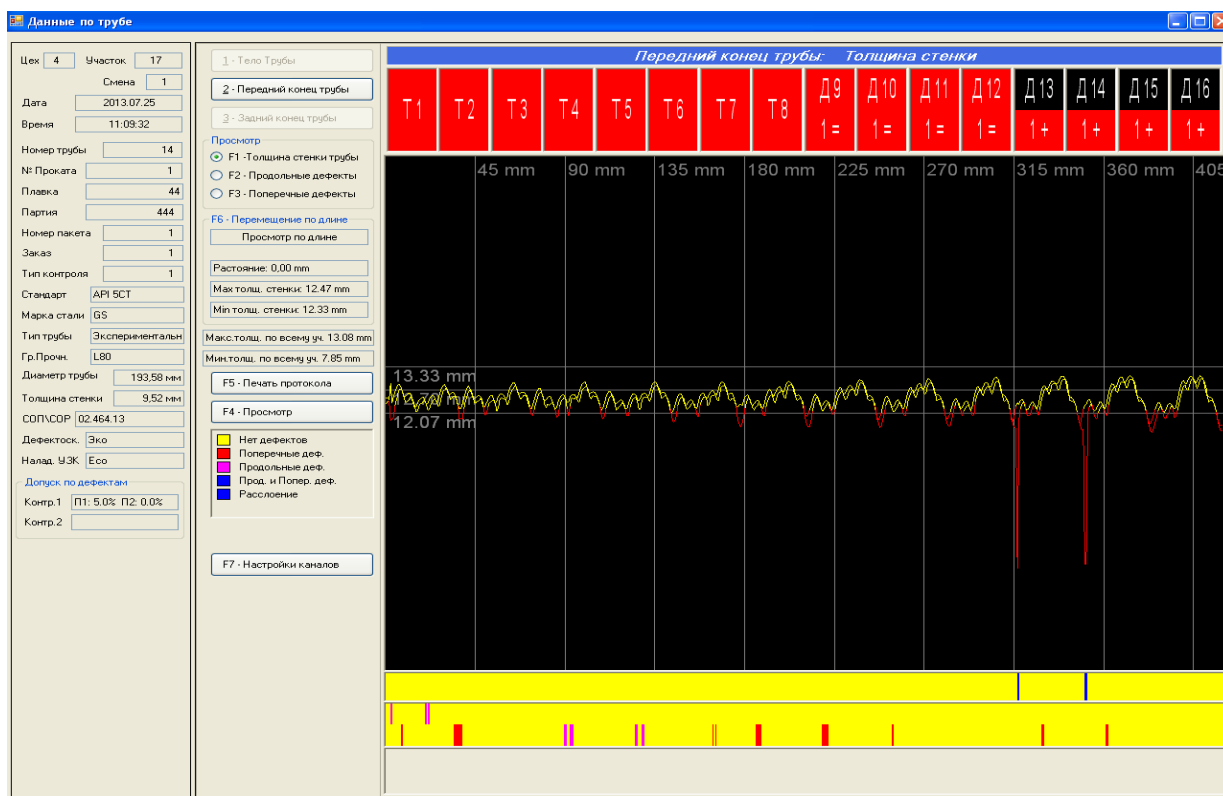 Данные по трубе
Цех 4 Участок 17
Смена 1
Дата 2013.07.25
Время 11:09:32
Номер трубы 14
№ Проката 1
Плавка 44
Партия 444
Номер пакета 1
Заказ 1
Тип контроля 1
Стандарт API 5CT
Марка стали GS
Тип трубы Экспериментальн
Гр.Прочн. L80
Диаметр трубы 193,58 мм
Толщина стенки 9,52 мм
СОП\СОР 02.464.13
Дефектоск. Эко
Налад. УЗК Eco
Допуск по дефектам
Контр.1 П1: 5.0% П2: 0.0%
Контр.2
1 - Тело Трубы
2 - Передний конец трубы
3 - Задний конец трубы
Просмотр
F1 -Толщина стенки трубы
F2 - Продольные дефекты
F3 - Поперечные дефекты
F6 - Перемещение по длине
Просмотр по длине
Растояние: 0,00 mm
Max толщ. стенки: 12.47 mm
Min толщ. стенки: 12.33 mm
Макс.толщ. по всему уч. 13.08 mm
Мин.толщ. по всему уч. 7.85 mm
F5 - Печать протокола
F4 - Просмотр
Нет дефектов
Поперечные деф.
Продольные деф.
Прод. и Попер. деф.
Расслоение
F7 - Настройки каналов
Передний конец трубы: Толщина стенки
Т1 Т2 Т3 Т4 Т5 Т6 Т7 Т8 Д9 Д10 Д11 Д12 Д13 Д14 Д15 Д16
1= 1= 1= 1= 1+ 1+ 1+ 1+
45 mm 90 mm 135 mm 180 mm 225 mm 270 mm 315 mm 360 mm 405
13.33 mm
12.07 mm